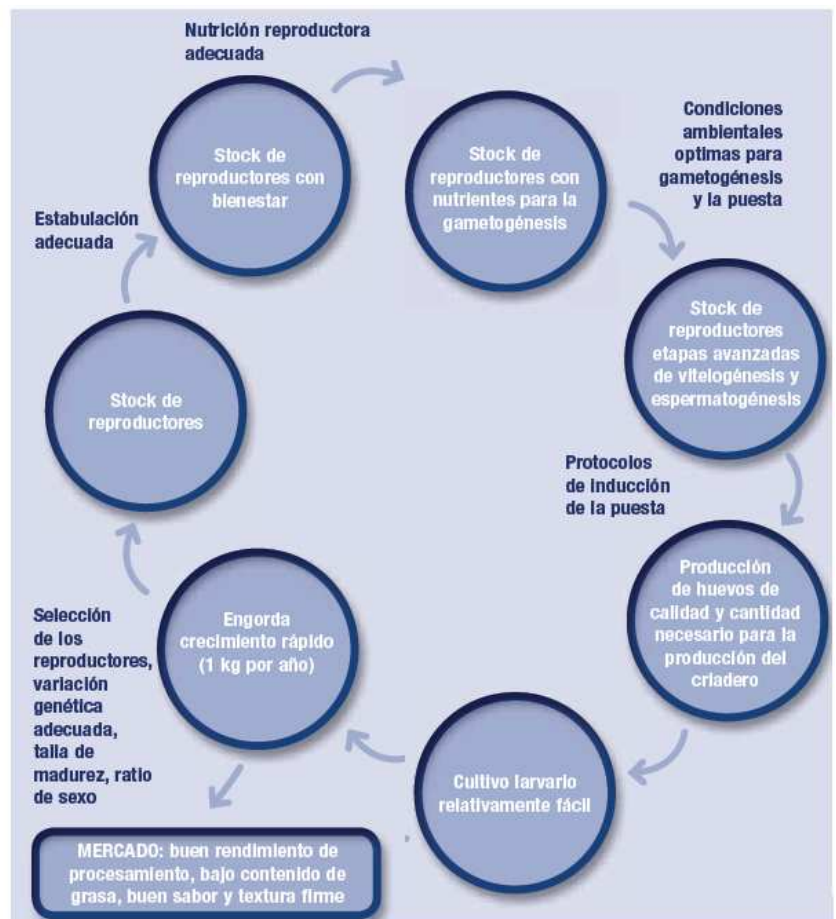 Nutrición reproductora
adecuada
Stock de
reproductores con
bienestar
Stock de
reproductores con
nutrientes para la
gametogénesis
Condiciones
ambientales
optimas para
gametogénesis
y la puesta
Estabulación
adecuada
Stock de
reproductores
etapas avanzadas
de vitelogénesis y
espermatogénesis
Stock de
reproductores
Protocolos
de inducción
de la puesta
Producción
de huevos de
calidad y cantidad
necesario para la
producción del
criadero
Engorda
crecimiento rápido
(1 kg por año)
Selección
de los
reproductores,
variación
genética
adecuada,
talla de
madurez, ratio
de sexo
Cultivo larvario
relativamente fácil
MERCADO: buen rendimiento de
procesamiento, bajo contenido de
grasa, buen sabor y textura firme